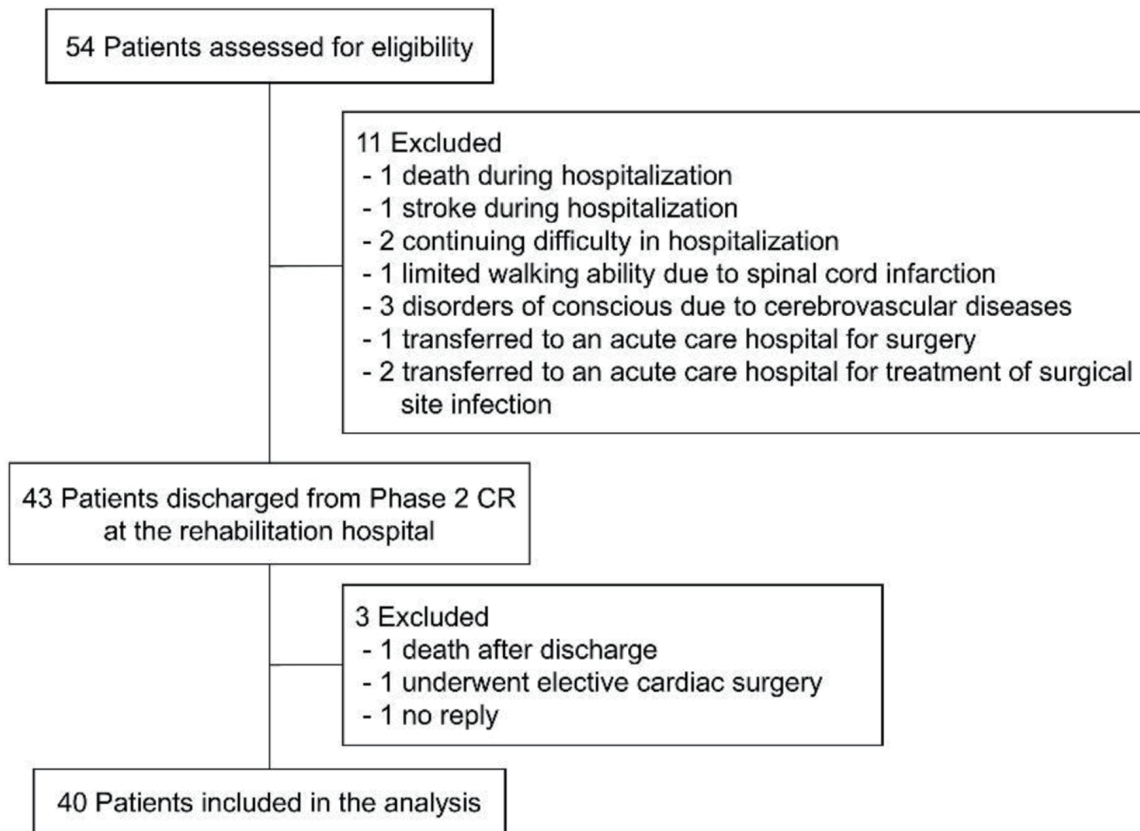 54 Patients assessed for eligibility
11 Excluded
- 1 death during hospitalization
- 1 stroke during hospitalization
- 2 continuing difficulty in hospitalization
- 1 limited walking ability due to spinal cord infarction
- 3 disorders of conscious due to cerebrovascular diseases
- 1 transferred to an acute care hospital for surgery
- 2 transferred to an acute care hospital for treatment of surgical
site infection
43 Patients discharged from Phase 2 CR
at the rehabilitation hospital
3 Excluded
- 1 death after discharge
- 1 underwent elective cardiac surgery
- 1 no reply
40 Patients included in the analysis